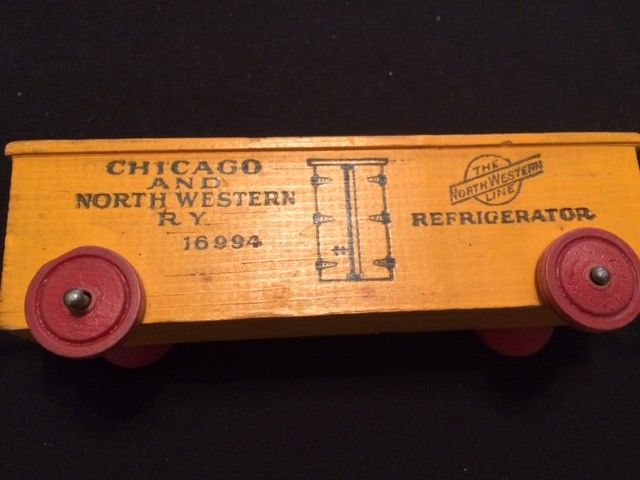 CHICAGO
AND
NORTH WESTERN
RY
16994
THE
NORTH WESTERN
LINE
REFRIGERATOR